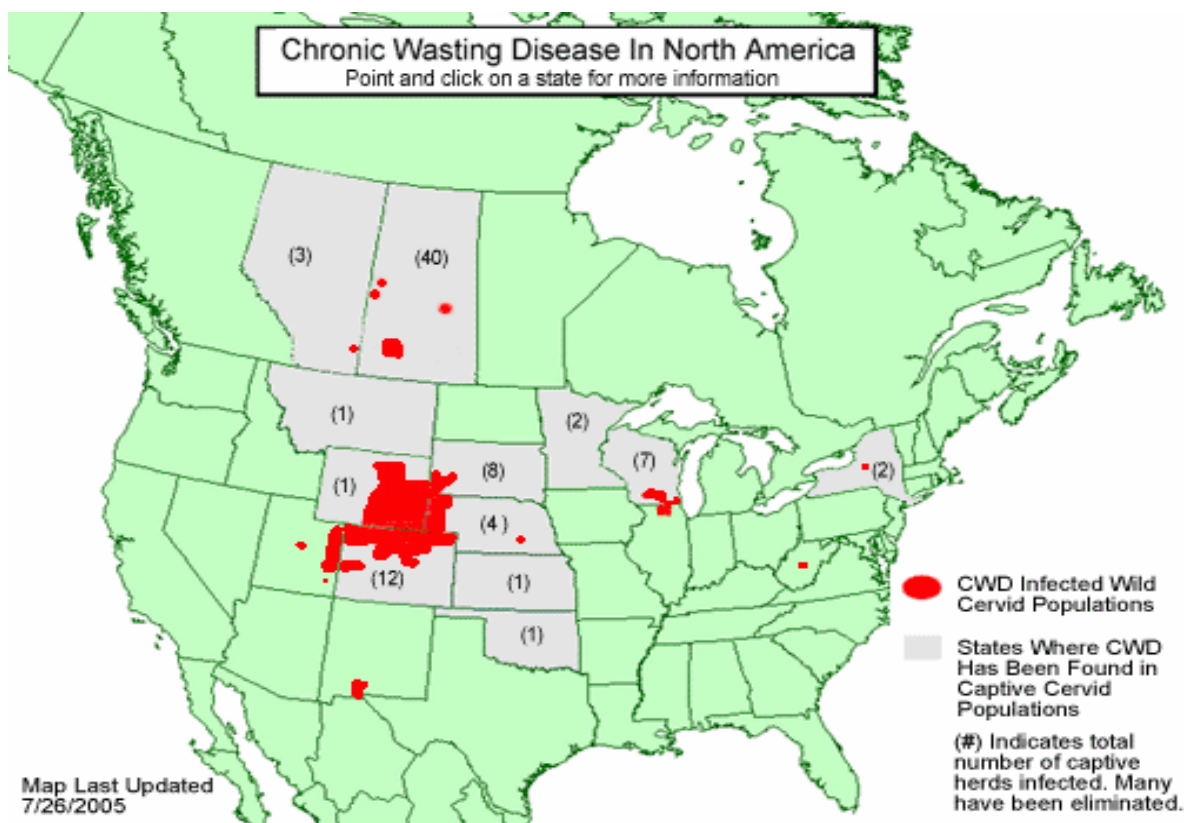 Chronic Wasting Disease In North America
Point and click on a state for more information
(3)
(40)
(1)
(2)
(1)
(8)
(7)
(2)
(4 )
(12)
(1)
(1)
CWD Infected Wild
Cervid Populations
States Where CWD
Has Been Found in
Captive Cervid
Populations
(#) Indicates total
number of captive
herds infected. Many
have been eliminated.
Map Last Updated
7/26/2005